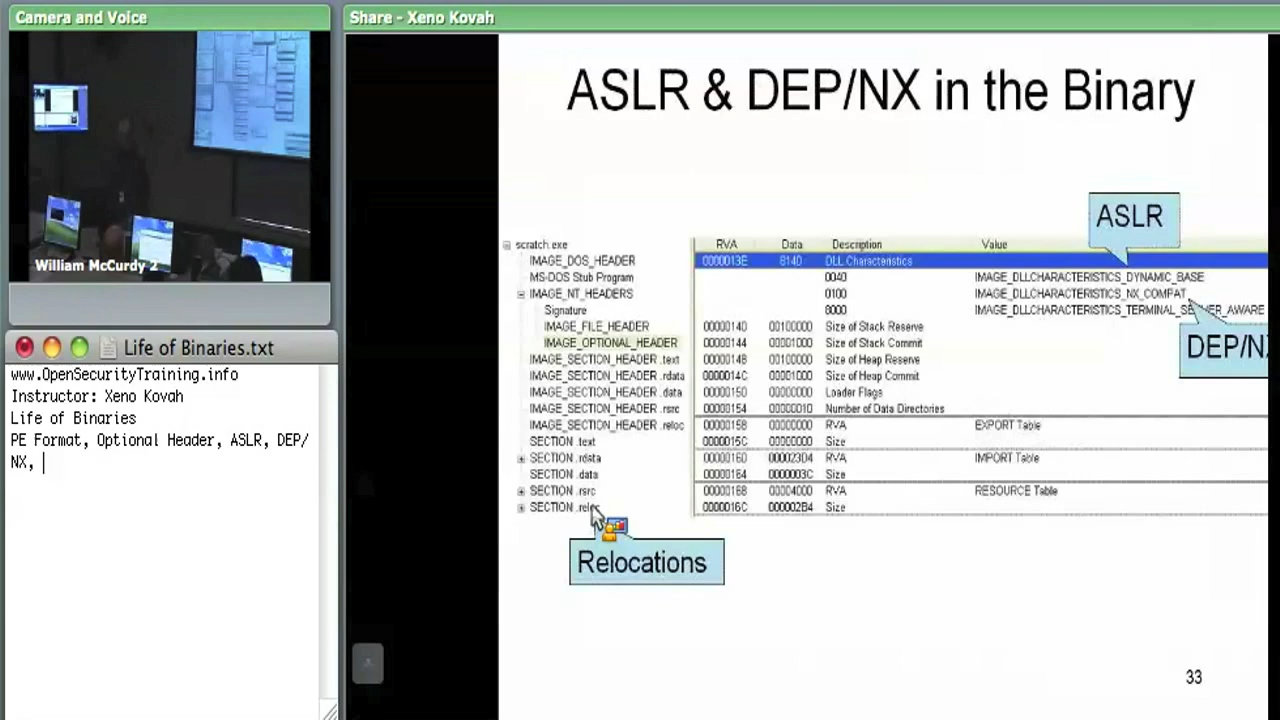 Camera and Voice
William McCurdy 2
Life of Binaries.txt
www.OpenSecurityTraining.info
Instructor: Xeno Kovah
Life of Binaries
PE Format, Optional Header, ASLR, DEP/
NX,
Share - Xeno Kovah
ASLR & DEP/NX in the Binary
ASLR
scratch.exe
IMAGE_DOS_HEADER
MS-DOS Stub Program
IMAGE_NT_HEADERS
Signature
IMAGE_FILE_HEADER
IMAGE_OPTIONAL_HEADER
IMAGE_SECTION_HEADER .text
IMAGE_SECTION_HEADER .rdata
IMAGE_SECTION_HEADER .data
IMAGE_SECTION_HEADER .rsrc
IMAGE_SECTION_HEADER .reloc
SECTION .text
SECTION .rdata
SECTION .data
SECTION .rsrc
SECTION
RVA Data Description Value
0000013E 8140 DLL Characteristics
0040 IMAGE_DLLCHARACTERISTICS_DYNAMIC_BASE
0100 IMAGE_DLLCHARACTERISTICS_NX_COMPAT
8000 IMAGE_DLLCHARACTERISTICS_TERMINAL_SERVER_AWARE
00000140 00100000 Size of Stack Reserve
00000144 00001000 Size of Stack Commit
00000148 00100000 Size of Heap Reserve
0000014C 00001000 Size of Heap Commit
00000150 00000000 Loader Flags
00000154 00000010 Number of Data Directories
00000158 00000000 RVA EXPORT Table
0000015C 00000000 Size
00000160 00002304 RVA IMPORT Table
00000164 0000003C Size
00000168 00004000 RVA RESOURCE Table
0000016C 000002B4 Size
DEP/NX
Relocations
33